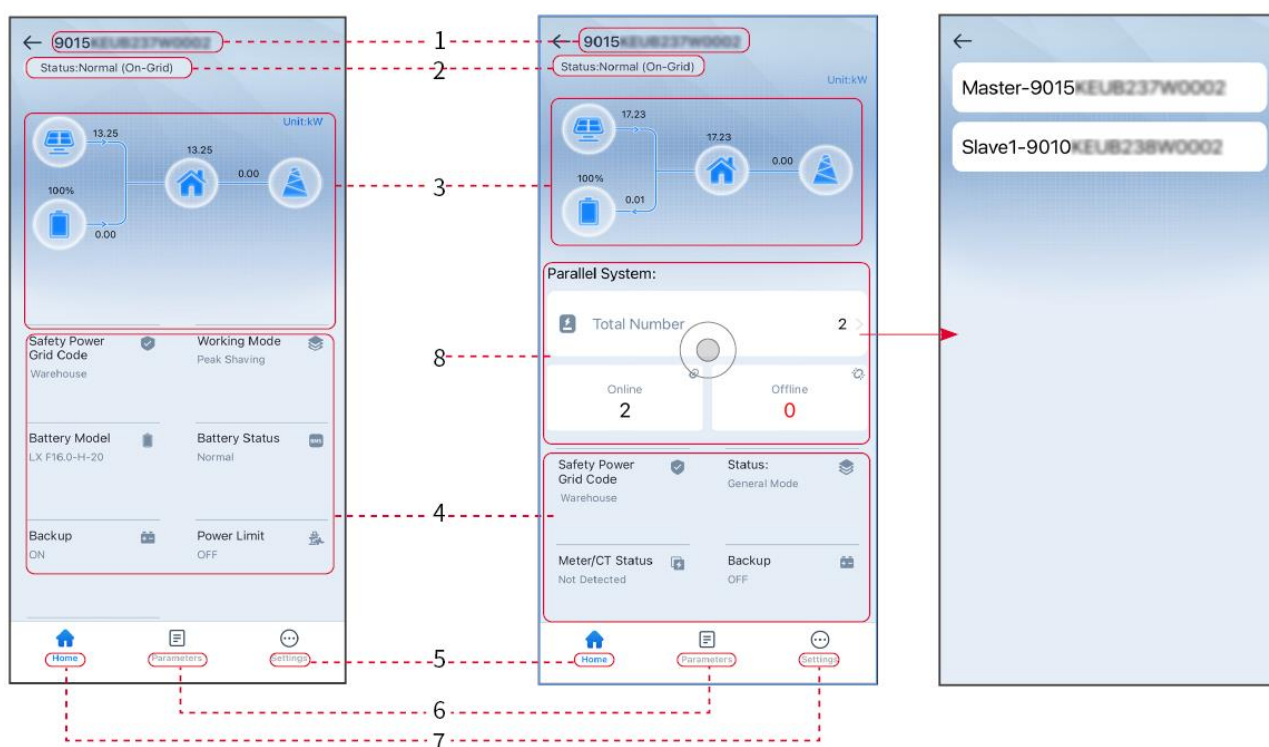 9015
Status:Normal (On-Grid)
Unit:kW
13.25
13.25
0.00
100%
0.00
Safety Power
Grid Code
Warehouse
Working Mode
Peak Shaving
Battery Model
LX F16.0-H-20
Battery Status
Normal
Backup
ON
Power Limit
OFF
Home
Parameters
Settings
1
2
3
4
5
6
7
8
9015
Status:Normal (On-Grid)
Unit:kW
17.23
17.23
0.00
100%
0.01
Parallel System:
Total Number
2
Online
2
Offline
0
Safety Power
Grid Code
Warehouse
Status:
General Mode
Meter/CT Status
Not Detected
Backup
OFF
Home
Parameters
Settings
Master-9015KEUB237W0002
Slave1-9010KEUB238W0002